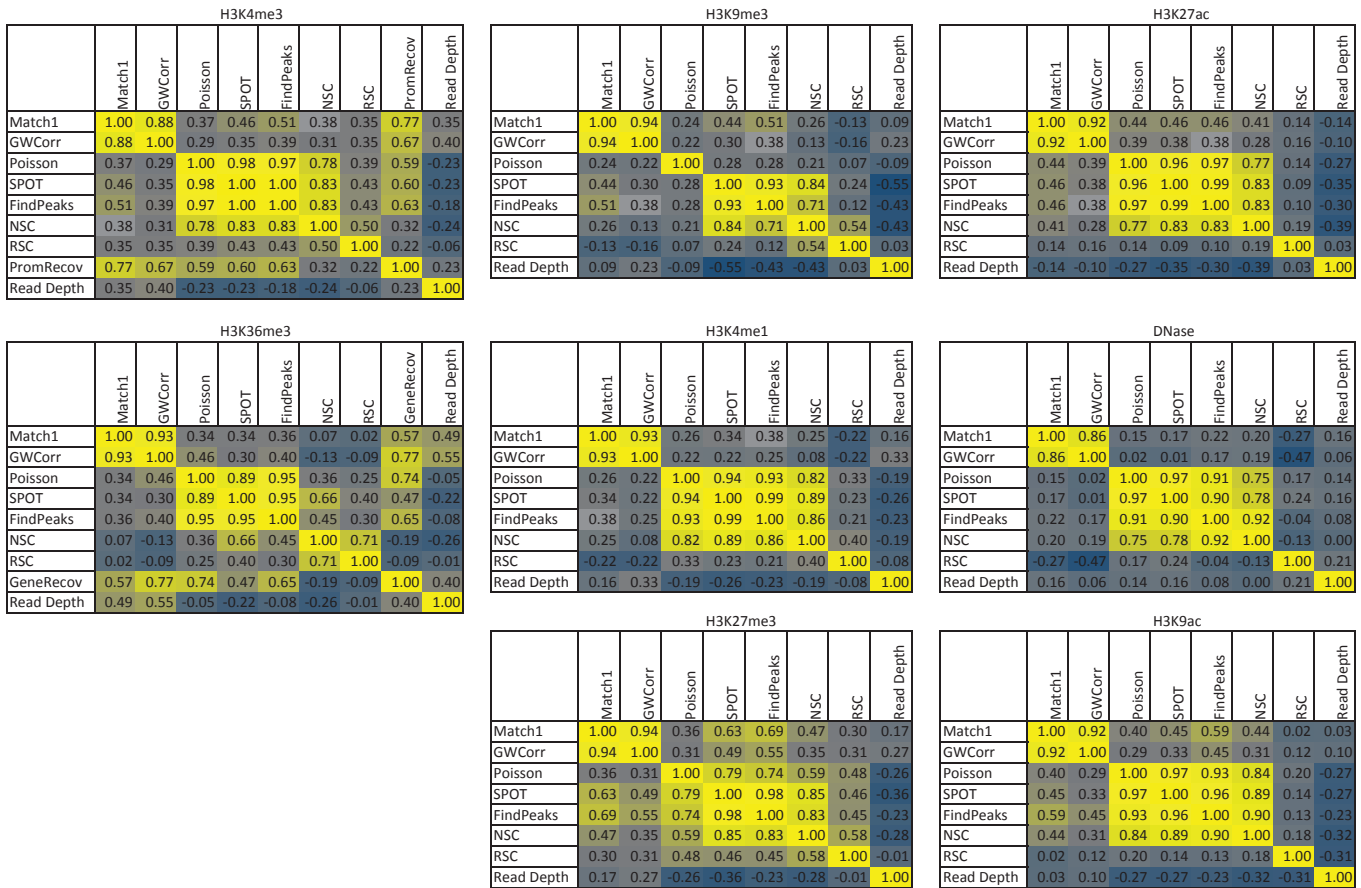 H3K4me3
Match1 GWCorr Poisson SPOT FindPeaks NSC RSC PromRecov Read Depth
Match1 1.00 0.88 0.37 0.46 0.51 0.38 0.35 0.77 0.35
GWCorr 0.88 1.00 0.29 0.35 0.39 0.31 0.35 0.67 0.40
Poisson 0.37 0.29 1.00 0.98 0.97 0.78 0.39 0.59 -0.23
SPOT 0.46 0.35 0.98 1.00 1.00 0.83 0.43 0.60 -0.23
FindPeaks 0.51 0.39 0.97 1.00 1.00 0.83 0.43 0.63 -0.18
NSC 0.38 0.31 0.78 0.83 0.83 1.00 0.50 0.32 -0.24
RSC 0.35 0.35 0.39 0.43 0.43 0.50 1.00 0.22 -0.06
PromRecov 0.77 0.67 0.59 0.60 0.63 0.32 0.22 1.00 0.23
Read Depth 0.35 0.40 -0.23 -0.23 -0.18 -0.24 -0.06 0.23 1.00
H3K9me3
Match1 GWCorr Poisson SPOT FindPeaks NSC RSC Read Depth
Match1 1.00 0.94 0.24 0.44 0.51 0.26 -0.13 0.09
GWCorr 0.94 1.00 0.22 0.30 0.38 0.13 -0.16 0.23
Poisson 0.24 0.22 1.00 0.28 0.28 0.21 0.07 -0.09
SPOT 0.44 0.30 0.28 1.00 0.93 0.84 0.24 -0.55
FindPeaks 0.51 0.38 0.28 0.93 1.00 0.71 0.12 -0.43
NSC 0.26 0.13 0.21 0.84 0.71 1.00 0.54 -0.43
RSC -0.13 -0.16 0.07 0.24 0.12 0.54 1.00 0.03
Read Depth 0.09 0.23 -0.09 -0.55 -0.43 -0.43 0.03 1.00
H3K27ac
Match1 GWCorr Poisson SPOT FindPeaks NSC RSC Read Depth
Match1 1.00 0.92 0.44 0.46 0.46 0.41 0.14 -0.14
GWCorr 0.92 1.00 0.39 0.38 0.38 0.28 0.16 -0.10
Poisson 0.44 0.39 1.00 0.96 0.97 0.77 0.14 -0.27
SPOT 0.46 0.38 0.96 1.00 0.99 0.83 0.09 -0.35
FindPeaks 0.46 0.38 0.97 0.99 1.00 0.83 0.10 -0.30
NSC 0.41 0.28 0.77 0.83 0.83 1.00 0.19 -0.39
RSC 0.14 0.16 0.14 0.09 0.10 0.19 1.00 0.03
Read Depth -0.14 -0.10 -0.27 -0.35 -0.30 -0.39 0.03 1.00
H3K36me3
Match1 GWCorr Poisson SPOT FindPeaks NSC RSC GeneRecov Read Depth
Match1 1.00 0.93 0.34 0.34 0.36 0.07 0.02 0.57 0.49
GWCorr 0.93 1.00 0.46 0.30 0.40 -0.13 -0.09 0.77 0.55
Poisson 0.34 0.46 1.00 0.89 0.95 0.36 0.25 0.74 -0.05
SPOT 0.34 0.30 0.89 1.00 0.95 0.66 0.40 0.47 -0.22
FindPeaks 0.36 0.40 0.95 0.95 1.00 0.45 0.30 0.65 -0.08
NSC 0.07 -0.13 0.36 0.66 0.45 1.00 0.71 -0.19 -0.26
RSC 0.02 -0.09 0.25 0.40 0.30 0.71 1.00 -0.09 -0.01
GeneRecov 0.57 0.77 0.74 0.47 0.65 -0.19 -0.09 1.00 0.40
Read Depth 0.49 0.55 -0.05 -0.22 -0.08 -0.26 -0.01 0.40 1.00
H3K4me1
Match1 GWCorr Poisson SPOT FindPeaks NSC RSC Read Depth
Match1 1.00 0.93 0.26 0.34 0.38 0.25 -0.22 0.16
GWCorr 0.93 1.00 0.22 0.22 0.25 0.08 -0.22 0.33
Poisson 0.26 0.22 1.00 0.94 0.93 0.82 0.33 -0.19
SPOT 0.34 0.22 0.94 1.00 0.99 0.89 0.23 -0.26
FindPeaks 0.38 0.25 0.93 0.99 1.00 0.86 0.21 -0.23
NSC 0.25 0.08 0.82 0.89 0.86 1.00 0.40 -0.19
RSC -0.22 -0.22 0.33 0.23 0.21 0.40 1.00 -0.08
Read Depth 0.16 0.33 -0.19 -0.26 -0.23 -0.19 -0.08 1.00
DNase
Match1 GWCorr Poisson SPOT FindPeaks NSC RSC Read Depth
Match1 1.00 0.86 0.15 0.17 0.22 0.20 -0.27 0.16
GWCorr 0.86 1.00 0.02 0.01 0.17 0.19 -0.47 0.06
Poisson 0.15 0.02 1.00 0.97 0.91 0.75 0.17 0.14
SPOT 0.17 0.01 0.97 1.00 0.90 0.78 0.24 0.16
FindPeaks 0.22 0.17 0.91 0.90 1.00 0.92 -0.04 0.08
NSC 0.20 0.19 0.75 0.78 0.92 1.00 -0.13 0.00
RSC -0.27 -0.47 0.17 0.24 -0.04 -0.13 1.00 0.21
Read Depth 0.16 0.06 0.14 0.16 0.08 0.00 0.21 1.00
H3K27me3
Match1 GWCorr Poisson SPOT FindPeaks NSC RSC Read Depth
Match1 1.00 0.94 0.36 0.63 0.69 0.47 0.30 0.17
GWCorr 0.94 1.00 0.31 0.49 0.55 0.35 0.31 0.27
Poisson 0.36 0.31 1.00 0.79 0.74 0.59 0.48 -0.26
SPOT 0.63 0.49 0.79 1.00 0.98 0.85 0.46 -0.36
FindPeaks 0.69 0.55 0.74 0.98 1.00 0.83 0.45 -0.23
NSC 0.47 0.35 0.59 0.85 0.83 1.00 0.58 -0.28
RSC 0.30 0.31 0.48 0.46 0.45 0.58 1.00 -0.01
Read Depth 0.17 0.27 -0.26 -0.36 -0.23 -0.28 -0.01 1.00
H3K9ac
Match1 GWCorr Poisson SPOT FindPeaks NSC RSC Read Depth
Match1 1.00 0.92 0.40 0.45 0.59 0.44 0.02 0.03
GWCorr 0.92 1.00 0.29 0.33 0.45 0.31 0.12 0.10
Poisson 0.40 0.29 1.00 0.97 0.93 0.84 0.20 -0.27
SPOT 0.45 0.33 0.97 1.00 0.96 0.89 0.14 -0.27
FindPeaks 0.59 0.45 0.93 0.96 1.00 0.90 0.13 -0.23
NSC 0.44 0.31 0.84 0.89 0.90 1.00 0.18 -0.32
RSC 0.02 0.12 0.20 0.14 0.13 0.18 1.00 -0.31
Read Depth 0.03 0.10 -0.27 -0.27 -0.23 -0.32 -0.31 1.00